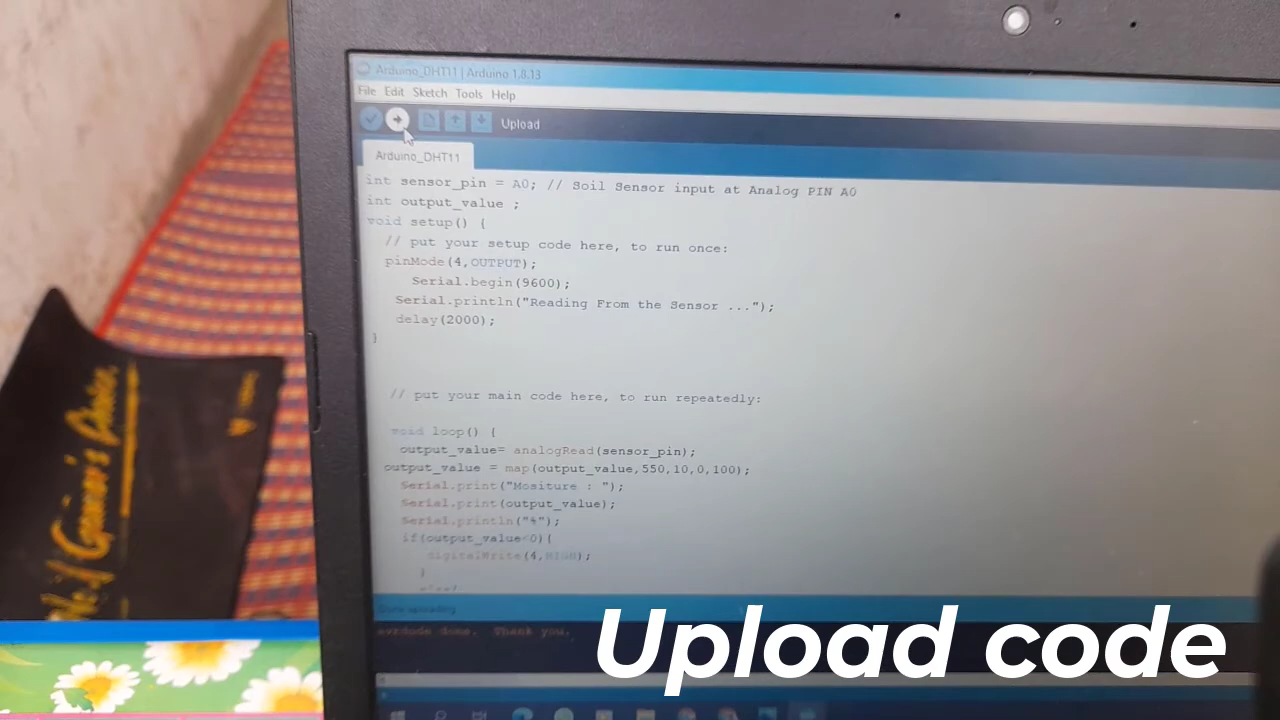 Arduino_DHT11 | Arduino 1.8.13
File Edit Sketch Tools Help
Upload
Arduino_DHT11
int sensor_pin = A0; // Soil Sensor input at Analog PIN A0
int output_value ;
void setup() {
// put your setup code here, to run once:
pinMode(4,OUTPUT);
Serial.begin(9600);
Serial.println("Reading From the Sensor ...");
delay(2000);
}
// put your main code here, to run repeatedly:
void loop() {
output_value= analogRead(sensor_pin);
output_value = map(output_value,550,10,0,100);
Serial.print("Mositure : ");
Serial.print(output_value);
Serial.println("%");
if(output_value<0){
digitalWrite(4,HIGH);
}
Done uploading.
avrdude done. Thank you.
Upload code